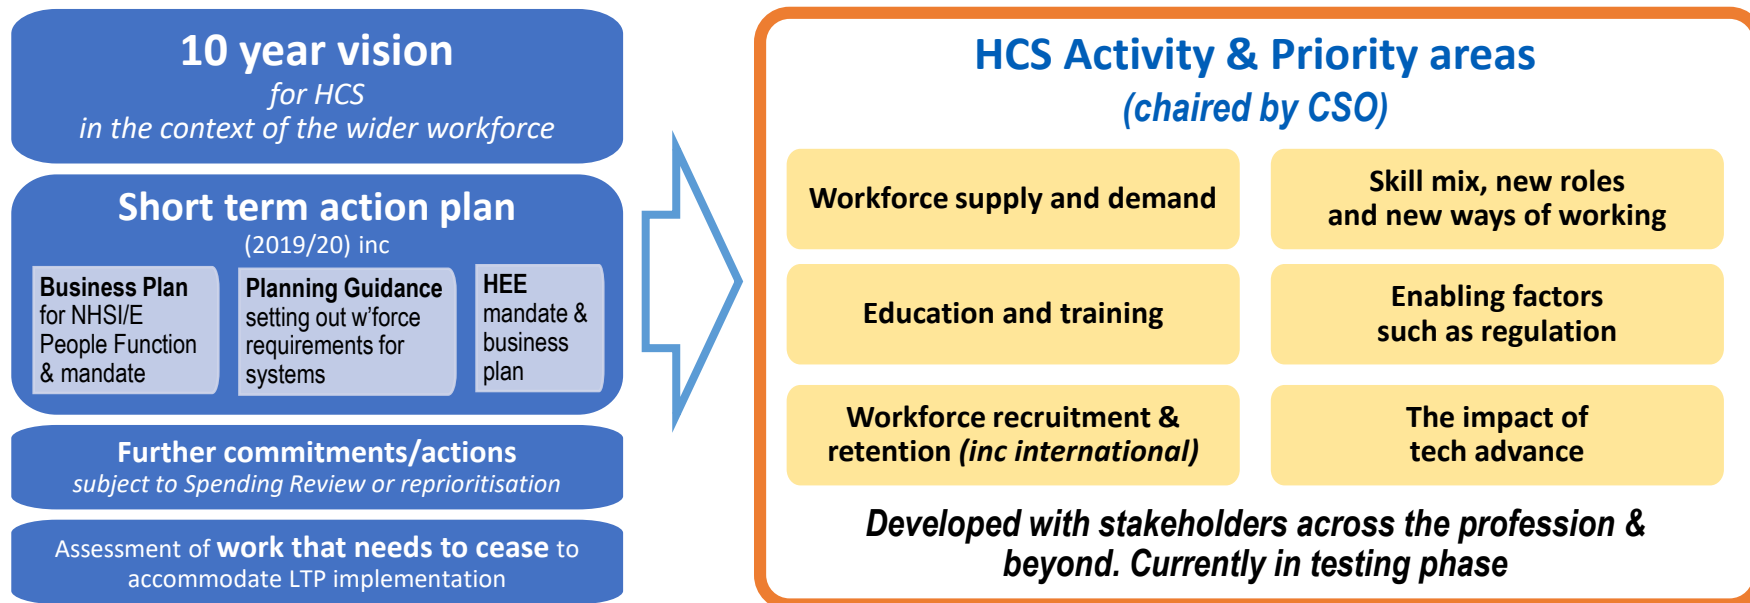 10 year vision
for HCS
in the context of the wider workforce
Short term action plan
(2019/20) inc
Business Plan
for NHSI/E
People Function
& mandate
Planning Guidance
setting out w'force
requirements for
systems
HEE
mandate &
business
plan
Further commitments/actions
subject to Spending Review or reprioritisation
Assessment of work that needs to cease to
accommodate LTP implementation
HCS Activity & Priority areas
(chaired by CSO)
Workforce supply and demand
Skill mix, new roles
and new ways of working
Education and training
Enabling factors
such as regulation
Workforce recruitment &
retention (inc international)
The impact of
tech advance
Developed with stakeholders across the profession &
beyond. Currently in testing phase